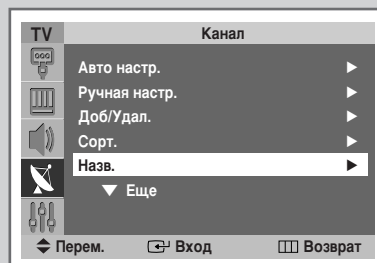 TV Канал
Авто настр. ▶
Ручная настр. ▶
Доб/Удал. ▶
Сорт. ▶
Назв. ▶
▼ Еще
Перем. Вход Возврат